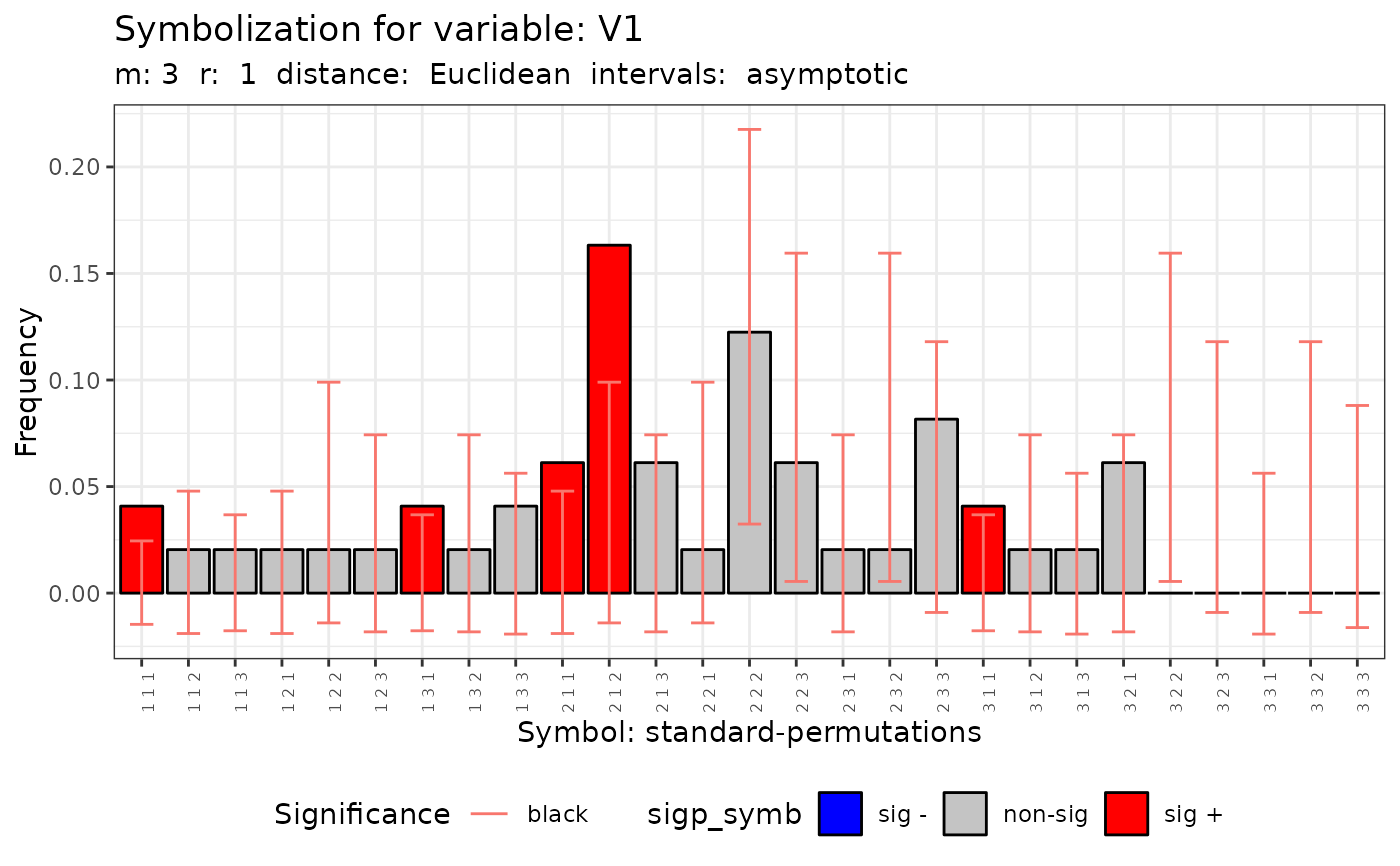 Symbolization for variable: V1
m: 3 r: 1 distance: Euclidean intervals: asymptotic
Frequency
0.20
0.15
0.10
0.05
0.00
1 1 1
1 1 2
1 1 3
1 2 1
1 2 2
1 2 3
1 3 1
1 3 2
1 3 3
2 1 1
2 1 2
2 1 3
2 2 1
2 2 2
2 2 3
2 3 1
2 3 2
2 3 3
3 1 1
3 1 2
3 1 3
3 2 1
3 2 2
3 2 3
3 3 1
3 3 2
3 3 3
Symbol: standard-permutations
Significance black sigp_symb sig - non-sig sig +